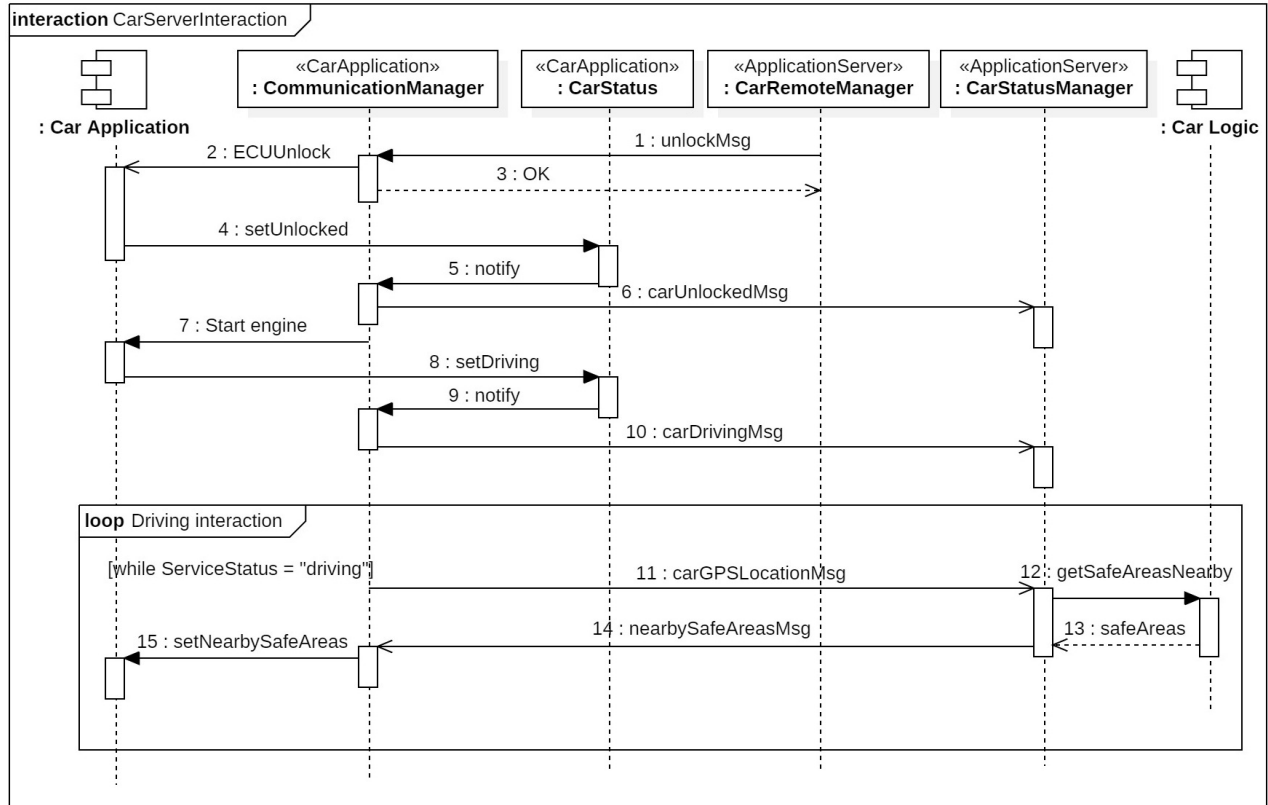 interaction CarServerInteraction
«CarApplication»
: CommunicationManager
«CarApplication»
: CarStatus
«ApplicationServer»
: CarRemoteManager
«ApplicationServer»
: CarStatusManager
: Car Application
: Car Logic
1 : unlockMsg
2 : ECUUnlock
3 : OK
4 : setUnlocked
5 : notify
6 : carUnlockedMsg
7 : Start engine
8 : setDriving
9 : notify
10 : carDrivingMsg
loop Driving interaction
[while ServiceStatus = "driving"]
11 : carGPSLocationMsg
12 : getSafeAreasNearby
13 : safeAreas
14 : nearbySafeAreasMsg
15 : setNearbySafeAreas